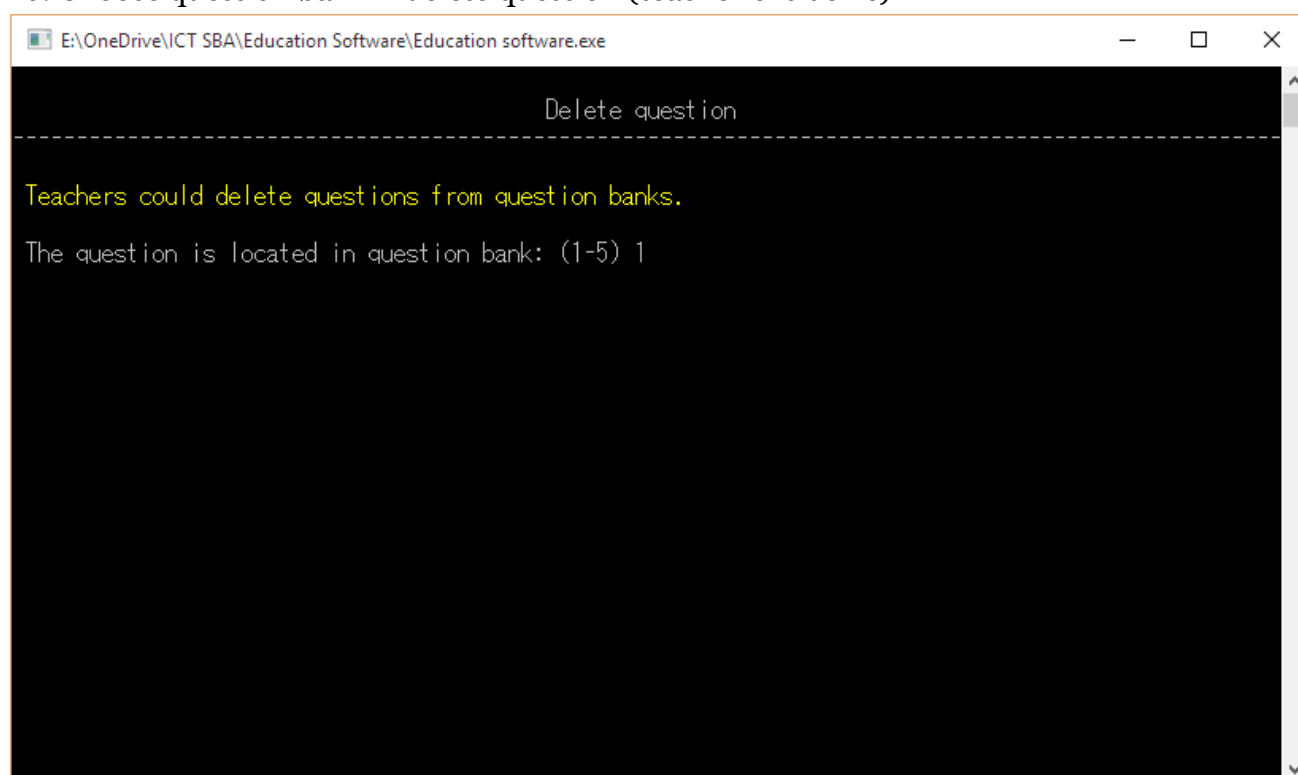 E:\OneDrive\ICT SBA\Education Software\Education software.exe
Delete question
Teachers could delete questions from question banks.
The question is located in question bank: (1-5) 1